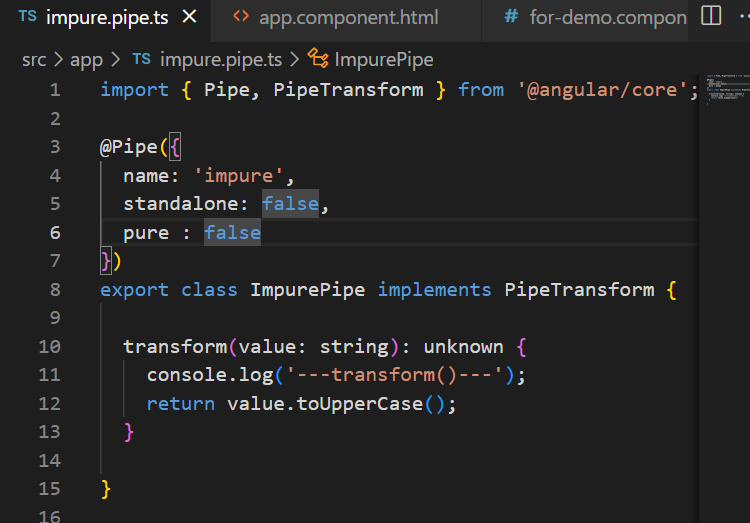 TS impure.pipe.ts × <> app.component.html # for-demo.compon
src > app > TS impure.pipe.ts > ImpurePipe
1 import { Pipe, PipeTransform } from '@angular/core';
2
3 @Pipe({
4 name: 'impure',
5 standalone: false,
6 pure : false
7 })
8 export class ImpurePipe implements PipeTransform {
9
10 transform(value: string): unknown {
11 console.log('---transform()---');
12 return value.toUpperCase();
13 }
14
15 }
16